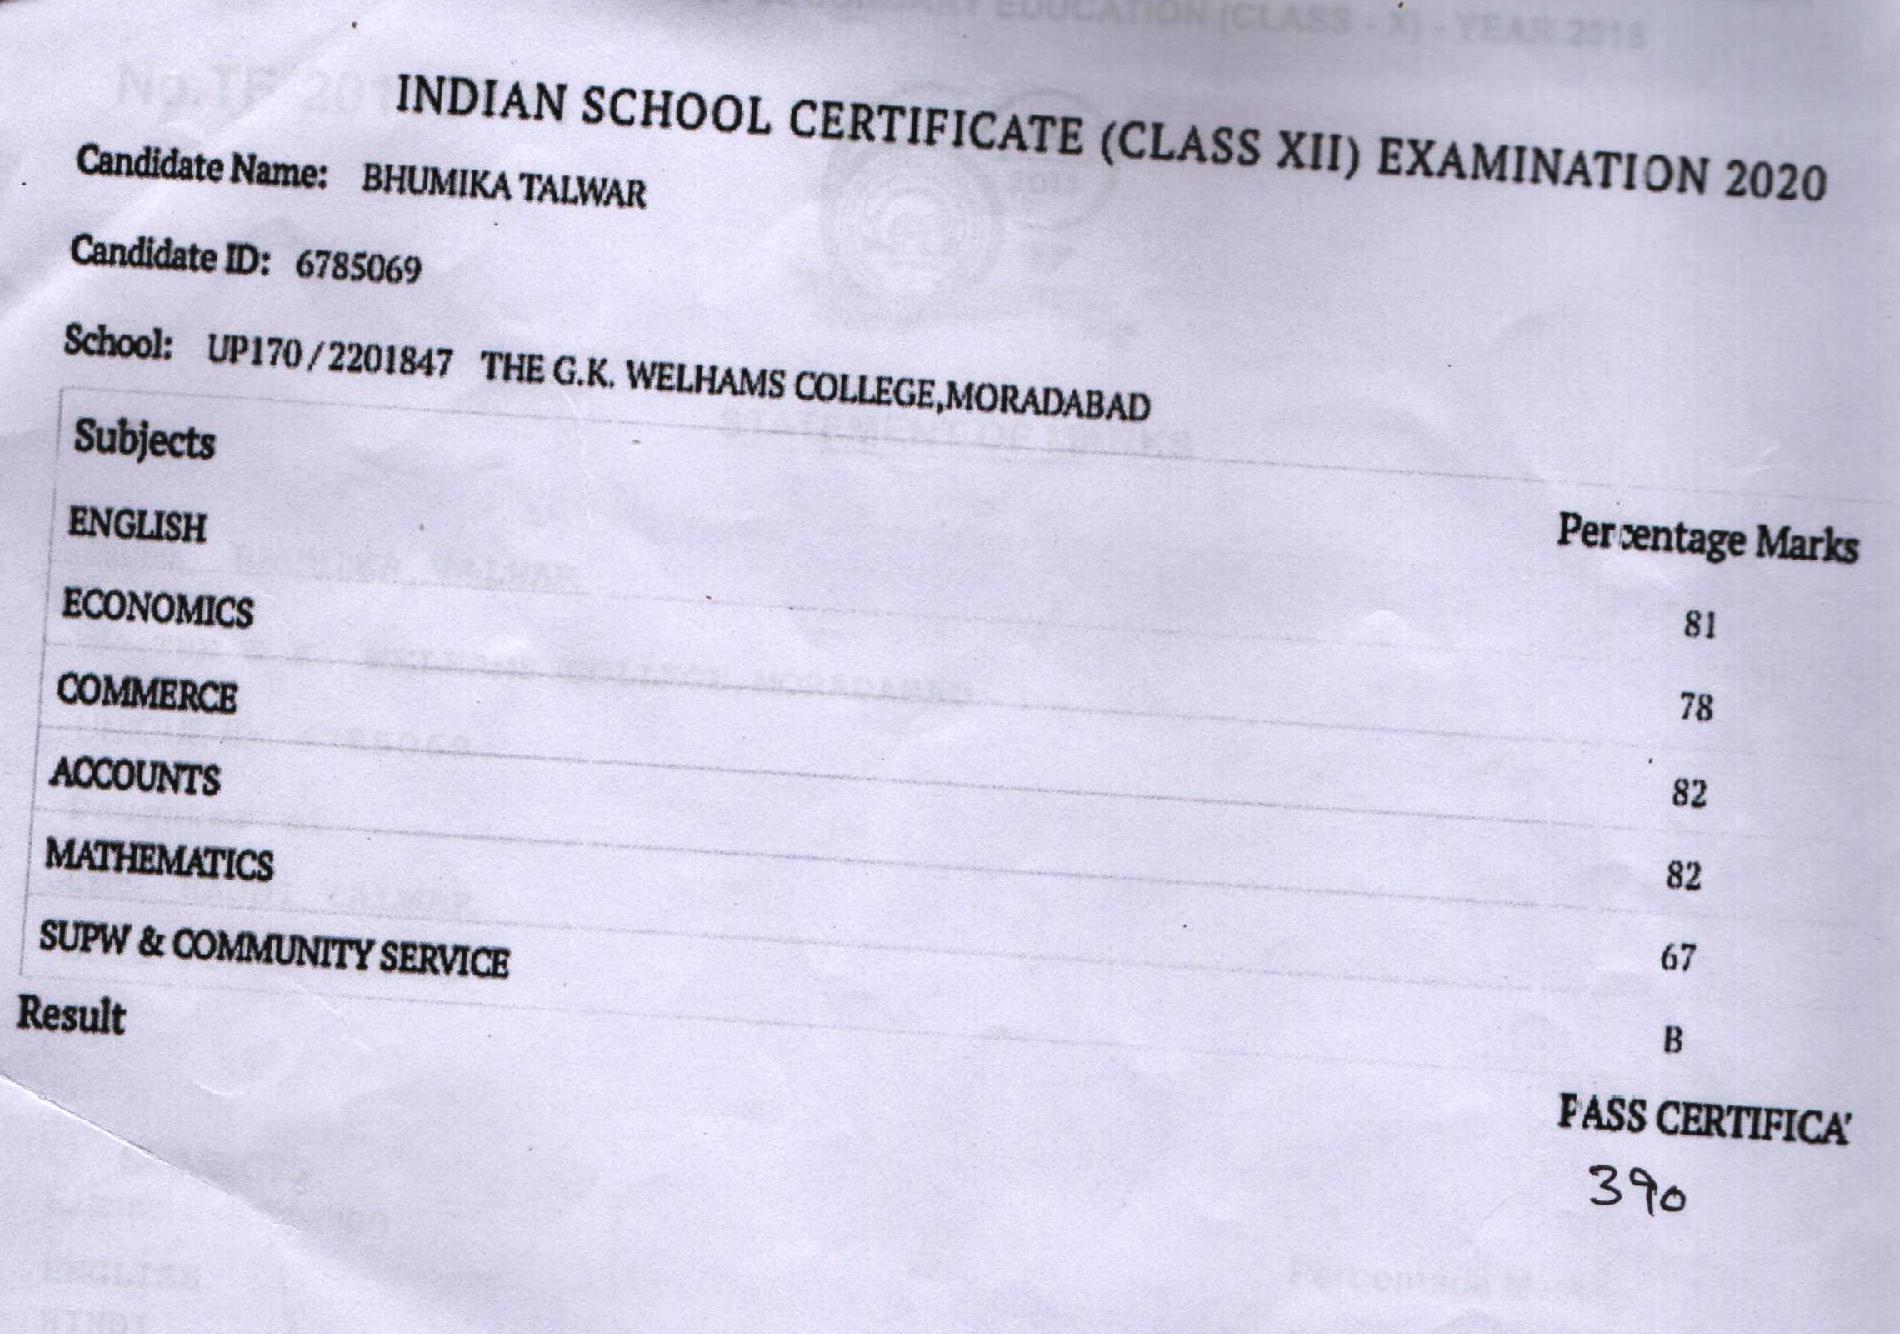 INDIAN SCHOOL CERTIFICATE (CLASS XII) EXAMINATION 2020
Candidate Name: BHUMIKA TALWAR
Candidate ID: 6785069
School: UP170 / 2201847 THE G.K. WELHAMS COLLEGE,MORADABAD
Subjects Percentage Marks
ENGLISH 81
ECONOMICS 78
COMMERCE 82
ACCOUNTS 82
MATHEMATICS 67
SUPW & COMMUNITY SERVICE B
Result PASS CERTIFICA
390